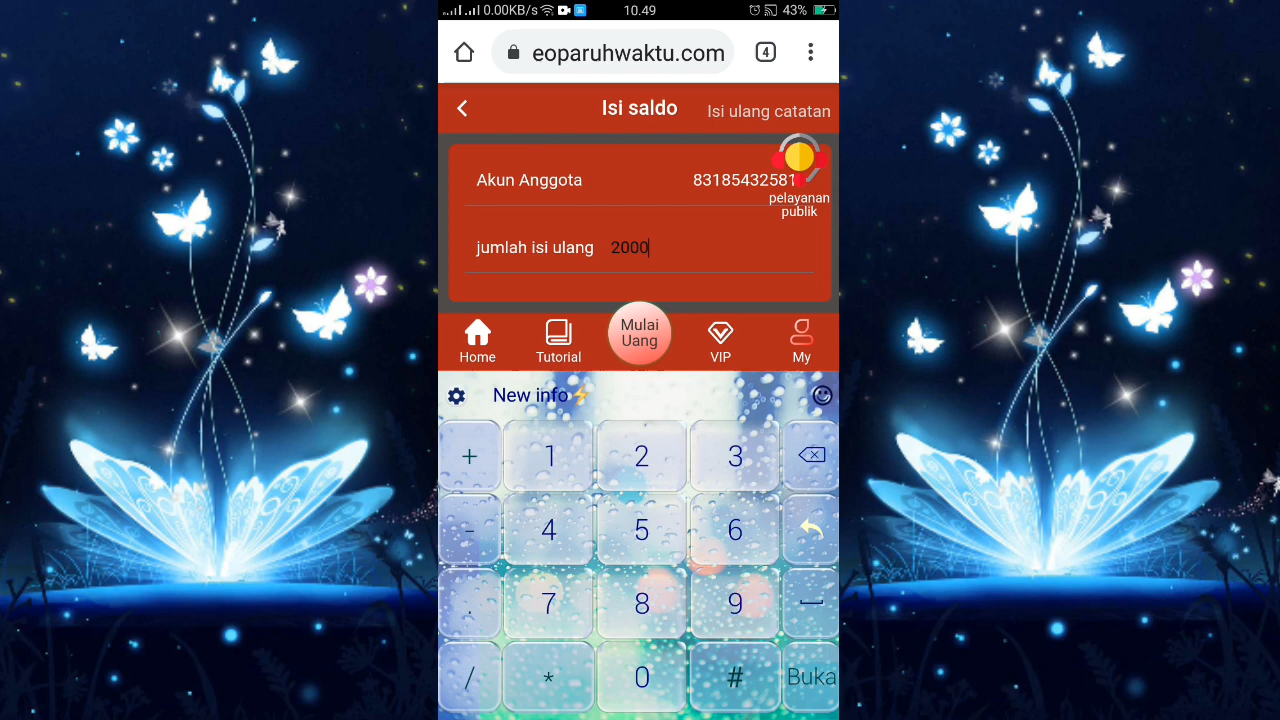 0.00KB/s 10.49 43%
eoparuhwaktu.com 4
Isi saldo Isi ulang catatan
Akun Anggota 83185432581
pelayanan
publik
jumlah isi ulang 2000
Mulai
Uang
Home Tutorial VIP My
New info⚡
+ 1 2 3
- 4 5 6
. 7 8 9
/ * 0 # Buka